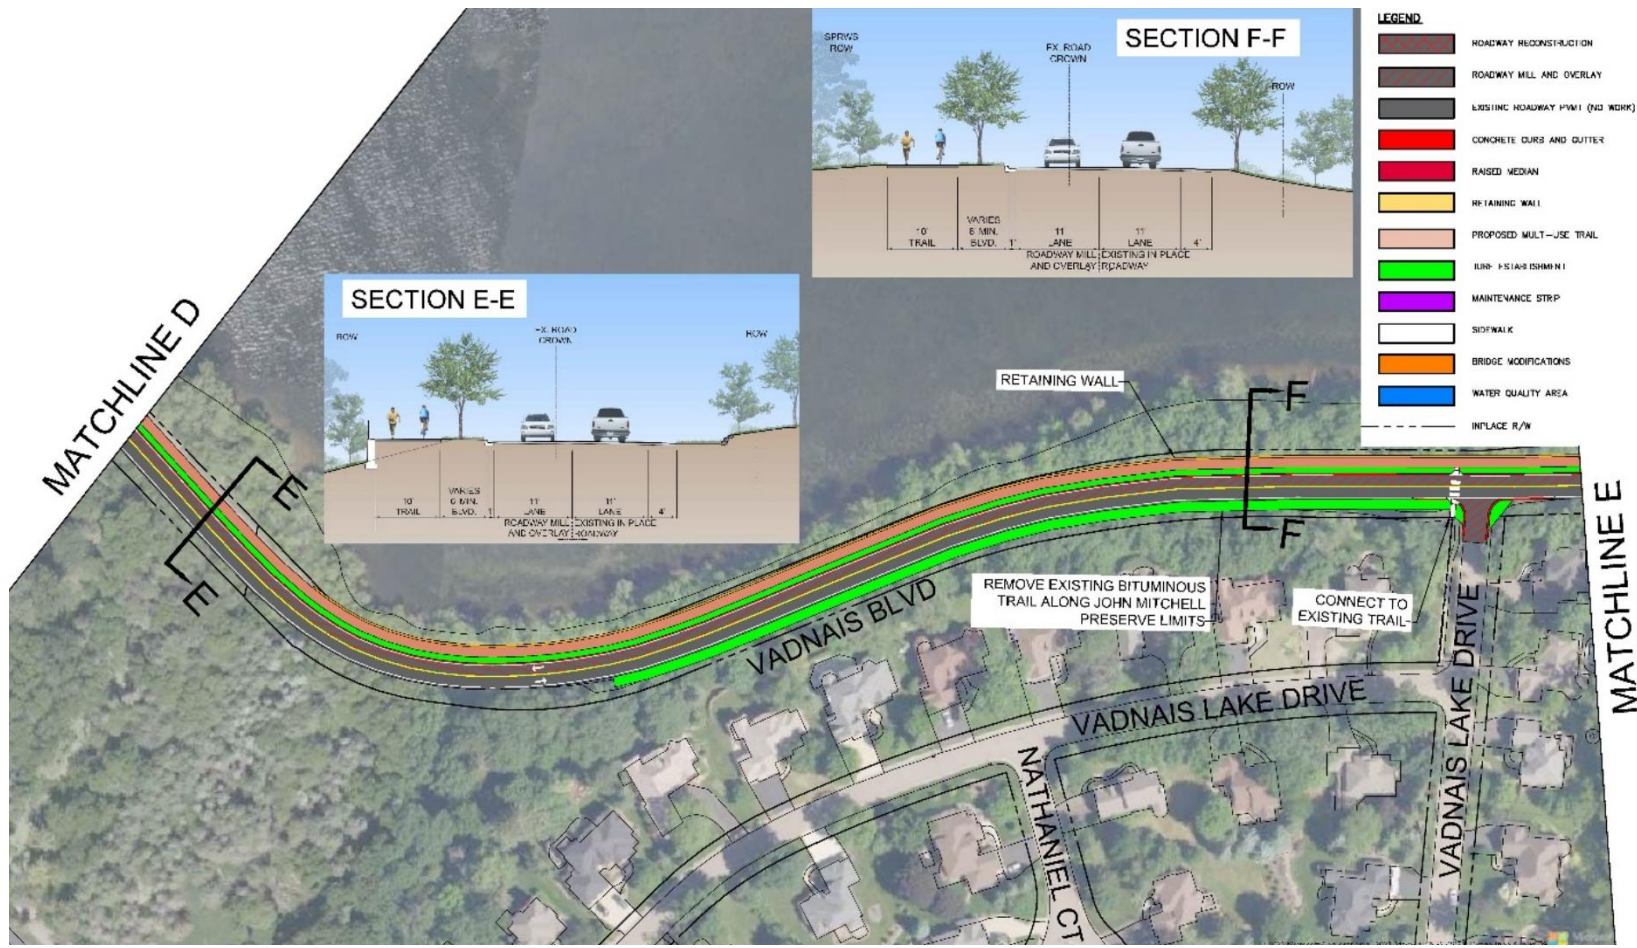 SECTION F-F
SPRWS
ROW
EX. ROAD
CROWN
ROW
10'
TRAIL
VARIES
6' MIN.
BLVD.
1'
11'
LANE
11'
LANE
4'
ROADWAY MILL
AND OVERLAY
EXISTING IN PLACE
ROADWAY
LEGEND
ROADWAY RECONSTRUCTION
ROADWAY MILL AND OVERLAY
EXISTING ROADWAY PVMT (NO WORK)
CONCRETE CURB AND GUTTER
RAISED MEDIAN
RETAINING WALL
PROPOSED MULT-USE TRAIL
TURF ESTABLISHMENT
MAINTENANCE STRIP
SIDEWALK
BRIDGE MODIFICATIONS
WATER QUALITY AREA
INPLACE R/W
SECTION E-E
ROW
EX. ROAD
CROWN
ROW
10'
TRAIL
VARIES
6' MIN.
BLVD.
1'
11'
LANE
11'
LANE
4'
ROADWAY MILL
AND OVERLAY
EXISTING IN PLACE
ROADWAY
MATCHLINE D
RETAINING WALL
F
F
E
E
MATCHLINE E
REMOVE EXISTING BITUMINOUS
TRAIL ALONG JOHN MITCHELL
PRESERVE LIMITS
CONNECT TO
EXISTING TRAIL
VADNAIS BLVD
VADNAIS LAKE DRIVE
VADNAIS LAKE DRIVE
NATHANIEL CT